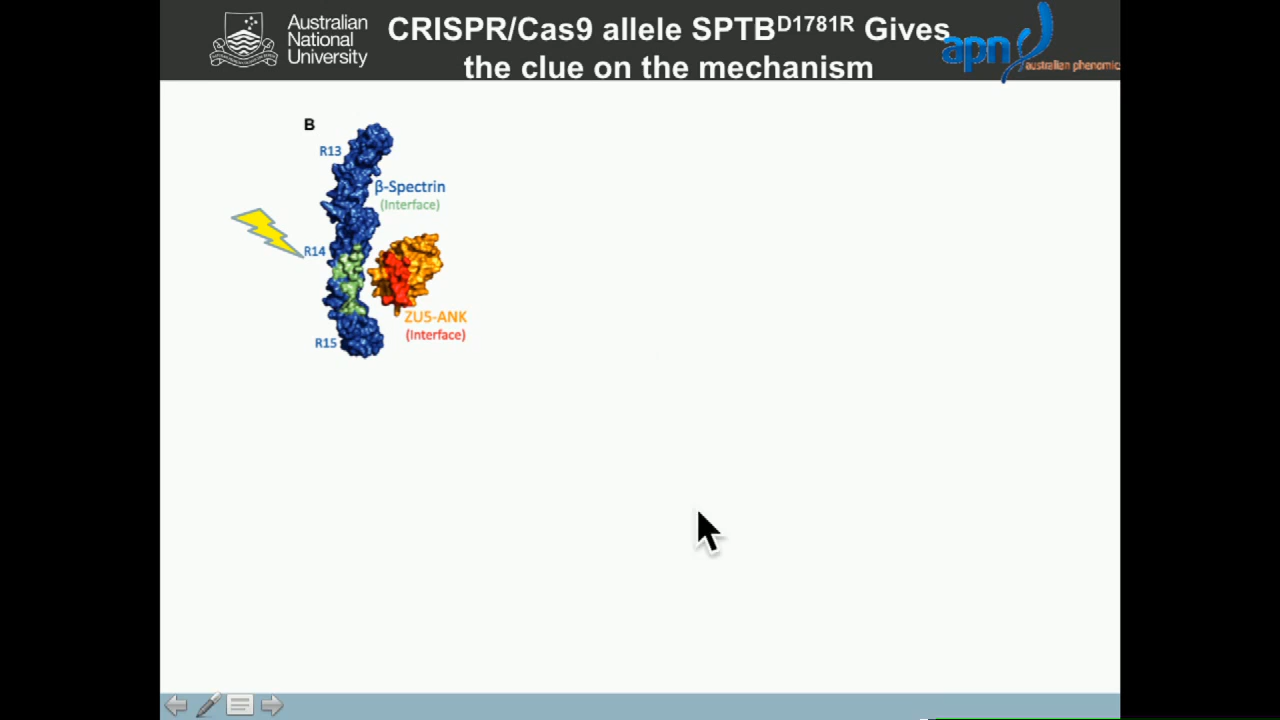 Australian
National
University
CRISPR/Cas9 allele SPTBD1781R Gives
the clue on the mechanism
apn
australian phenomic
B
R13
β-Spectrin
(Interface)
R14
ZU5-ANK
(Interface)
R15